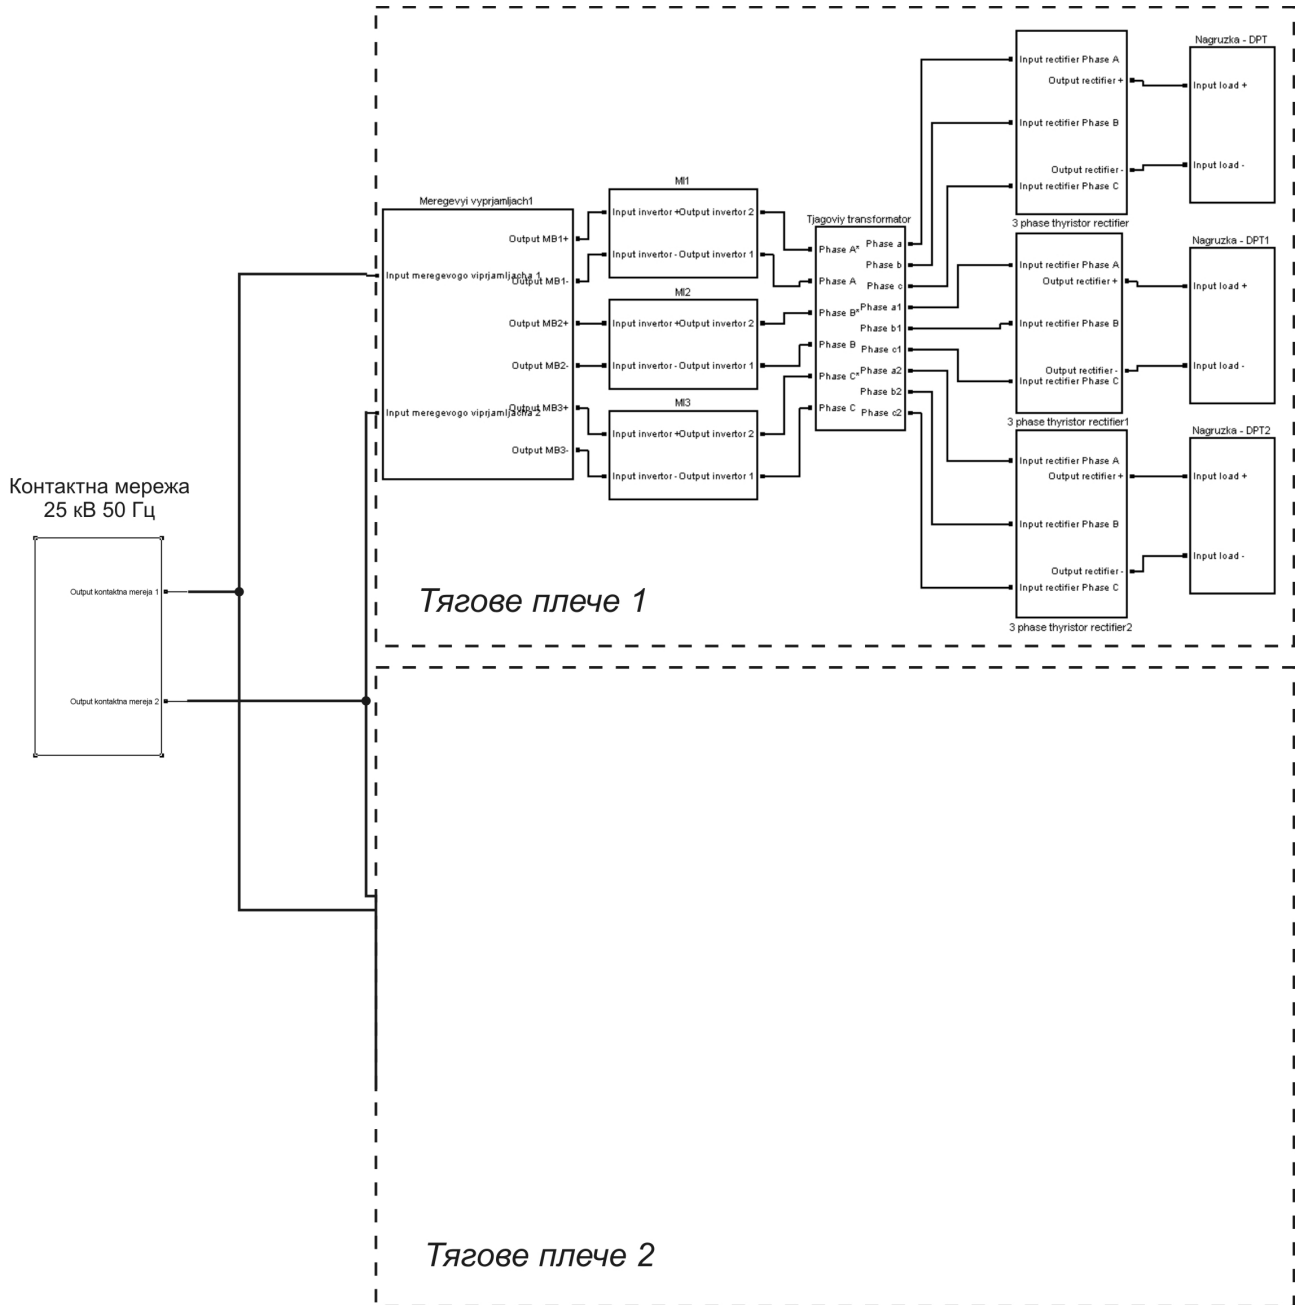 Контактна мережа
25 кВ 50 Гц
Output kontaktna mereja 1
Output kontaktna mereja 2
Meregevyi vyprjamljach1
Input meregevogo viprjamljacha 1
Input meregevogo viprjamljacha 2
Output MB1+
Output MB1-
Output MB2+
Output MB2-
Output MB3+
Output MB3-
MI1
Input invertor +Output invertor 2
Input invertor - Output invertor 1
MI2
Input invertor +Output invertor 2
Input invertor - Output invertor 1
MI3
Input invertor +Output invertor 2
Input invertor - Output invertor 1
Tjagoviy transformator
Phase A*
Phase A
Phase B*
Phase B
Phase C*
Phase C
Phase a
Phase b
Phase c
Phase a1
Phase b1
Phase c1
Phase a2
Phase b2
Phase c2
Input rectifier Phase A
Output rectifier +
Input rectifier Phase B
Output rectifier -
Input rectifier Phase C
3 phase thyristor rectifier
Nagruzka - DPT
Input load +
Input load -
Input rectifier Phase A
Output rectifier +
Input rectifier Phase B
Output rectifier -
Input rectifier Phase C
3 phase thyristor rectifier1
Nagruzka - DPT1
Input load +
Input load -
Input rectifier Phase A
Output rectifier +
Input rectifier Phase B
Output rectifier -
Input rectifier Phase C
3 phase thyristor rectifier2
Nagruzka - DPT2
Input load +
Input load -
Тягове плече 1
Тягове плече 2